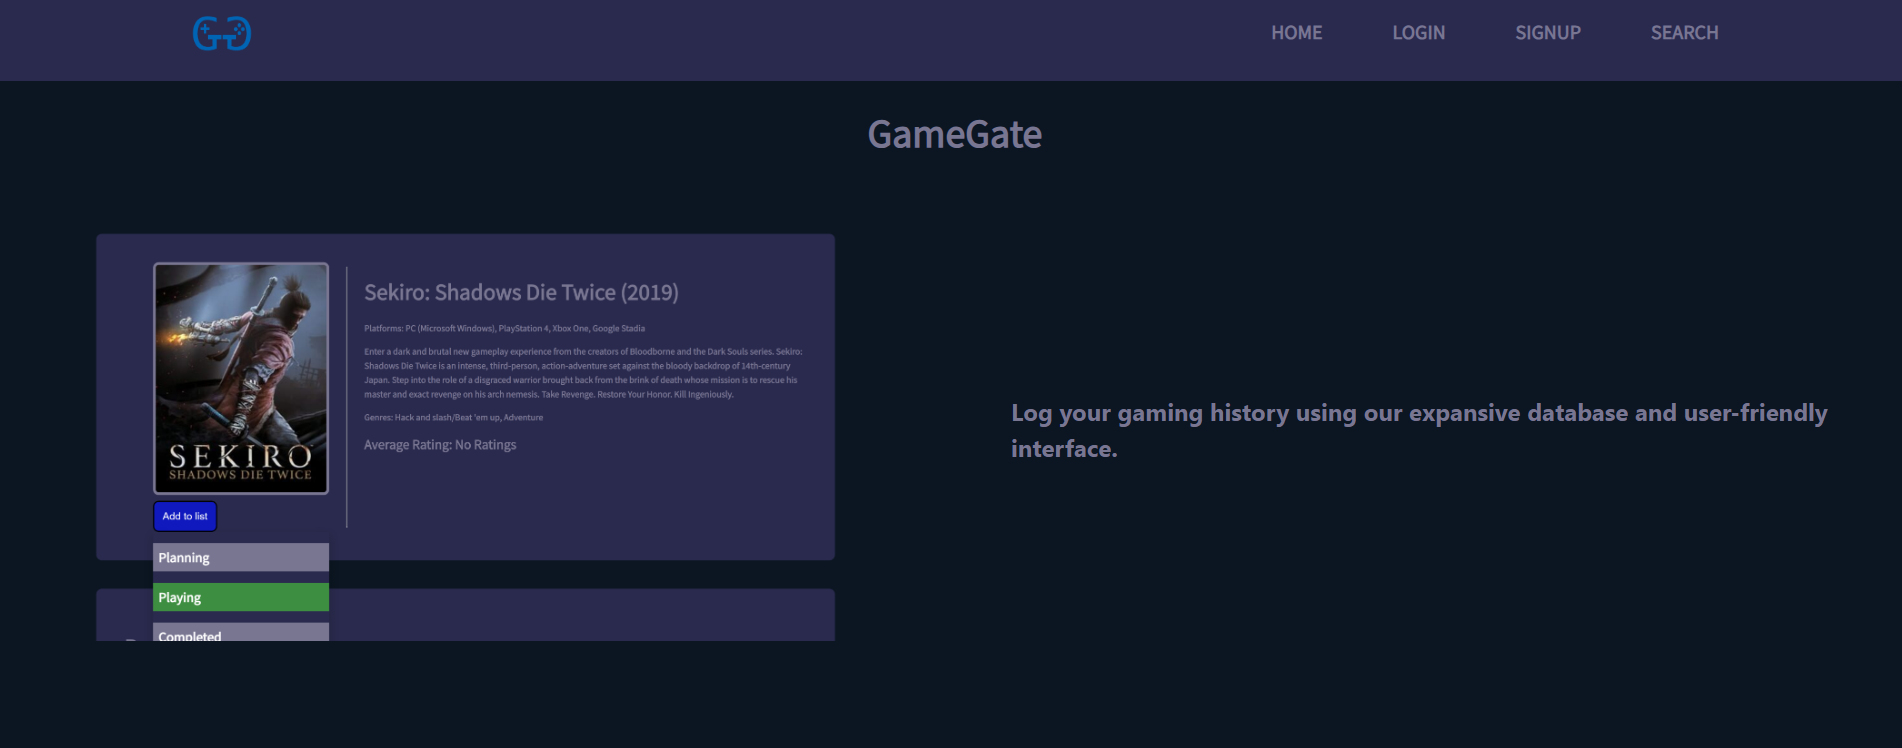 GG
HOME LOGIN SIGNUP SEARCH
GameGate
Sekiro: Shadows Die Twice (2019)
Platforms: PC (Microsoft Windows), PlayStation 4, Xbox One, Google Stadia
Enter a dark and brutal new gameplay experience from the creators of Bloodborne and the Dark Souls series. Sekiro:
Shadows Die Twice is an intense, third-person, action-adventure set against the bloody backdrop of 14th-century
Japan. Step into the role of a disgraced warrior brought back from the brink of death whose mission is to rescue his
master and exact revenge on his arch nemesis. Take Revenge. Restore Your Honor. Kill Ingeniously.
Genres: Hack and slash/Beat 'em up, Adventure
Average Rating: No Ratings
SEKIRO
SHADOWS DIE TWICE
Add to list
Planning
Playing
Completed
Log your gaming history using our expansive database and user-friendly
interface.